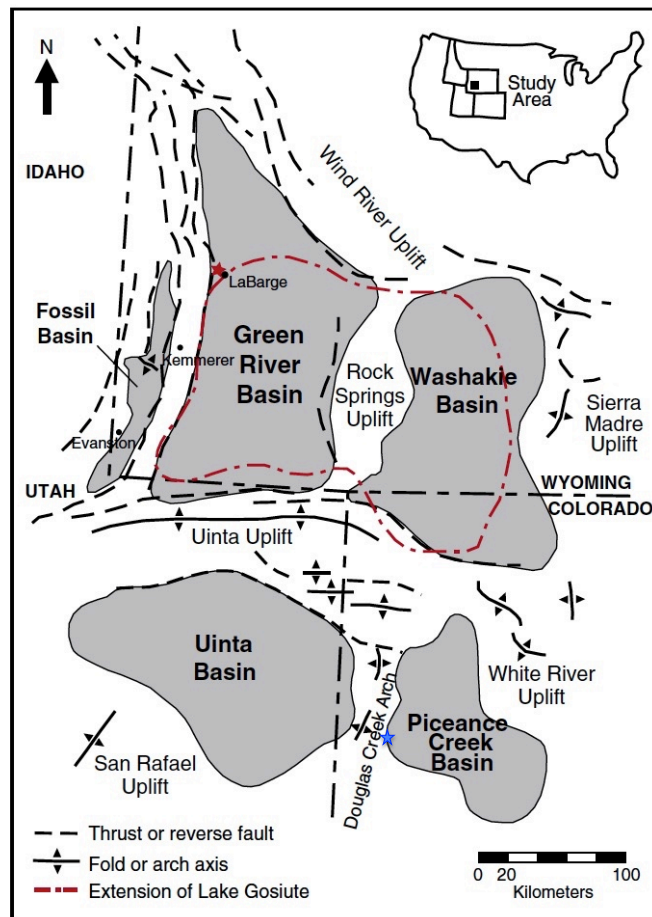 N
Study
Area
IDAHO
Wind River Uplift
LaBarge
Fossil
Basin
Kemmerer
Green
River
Basin
Rock
Springs
Uplift
Washakie
Basin
Sierra
Madre
Uplift
Evanston
UTAH
WYOMING
COLORADO
Uinta Uplift
Uinta
Basin
White River
Uplift
Douglas Creek Arch
Piceance
Creek
Basin
San Rafael
Uplift
Thrust or reverse fault
Fold or arch axis
Extension of Lake Gosiute
0 20 100
Kilometers